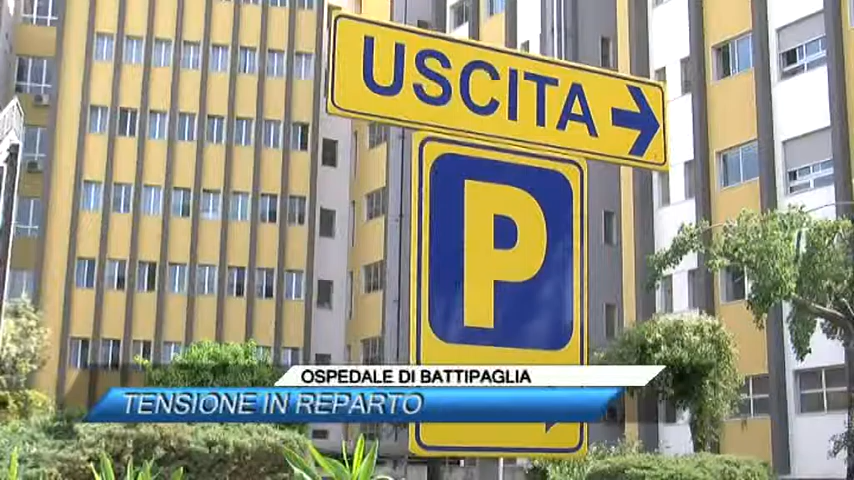 USCITA
P
OSPEDALE DI BATTIPAGLIA
TENSIONE IN REPARTO